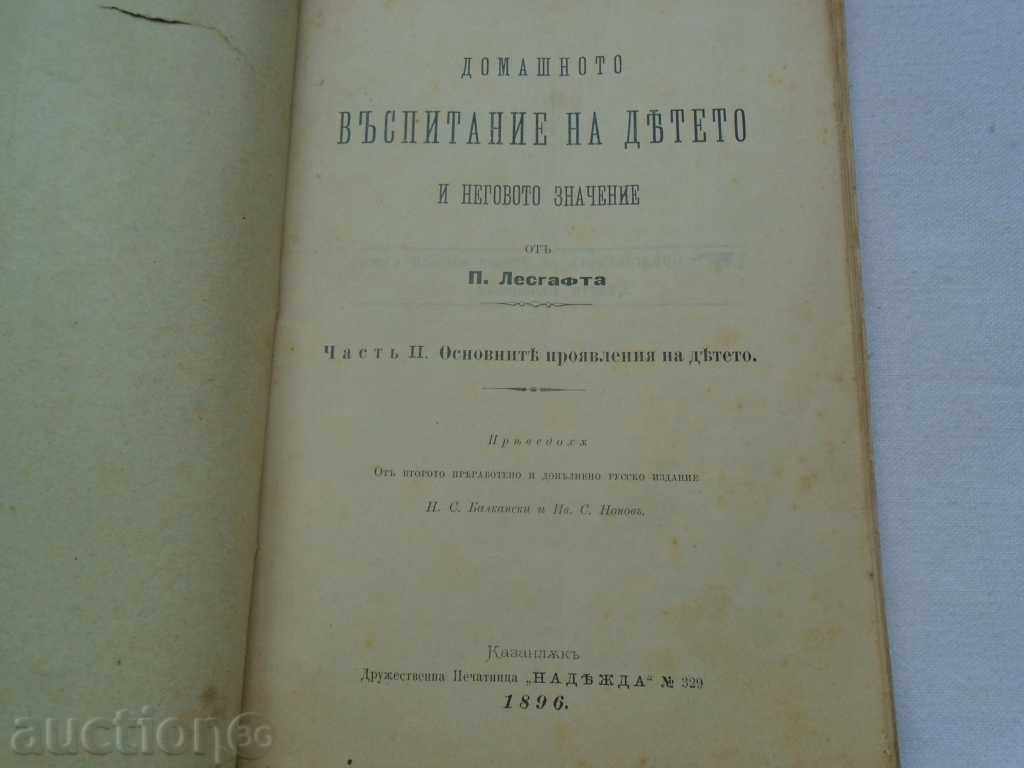 ДОМАШНОТО
ВЪСПИТАНИЕ НА ДѢТЕТО
И НЕГОВОТО ЗНАЧЕНИЕ
отъ
П. Лесгафта
Часть II. Основнитѣ проявления на дѣтето.
Прѣведохѫ
Отъ второто прѣработено и допълнено русско издание
Н. С. Балкански и Ив. С. Поповъ.
Казанлѫкъ
Дружественна Печатница „НАДѢЖДА“ № 329
1896.
auction BG